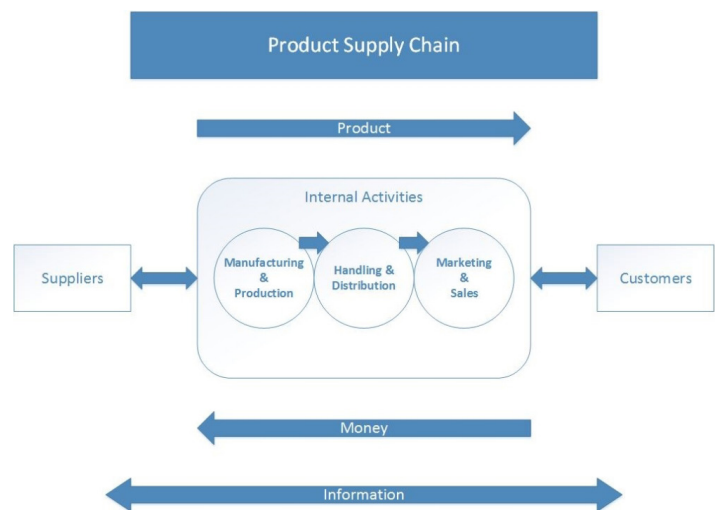 Product Supply Chain
Product
Internal Activities
Suppliers
Manufacturing
&
Production
Handling &
Distribution
Marketing
&
Sales
Customers
Money
Information